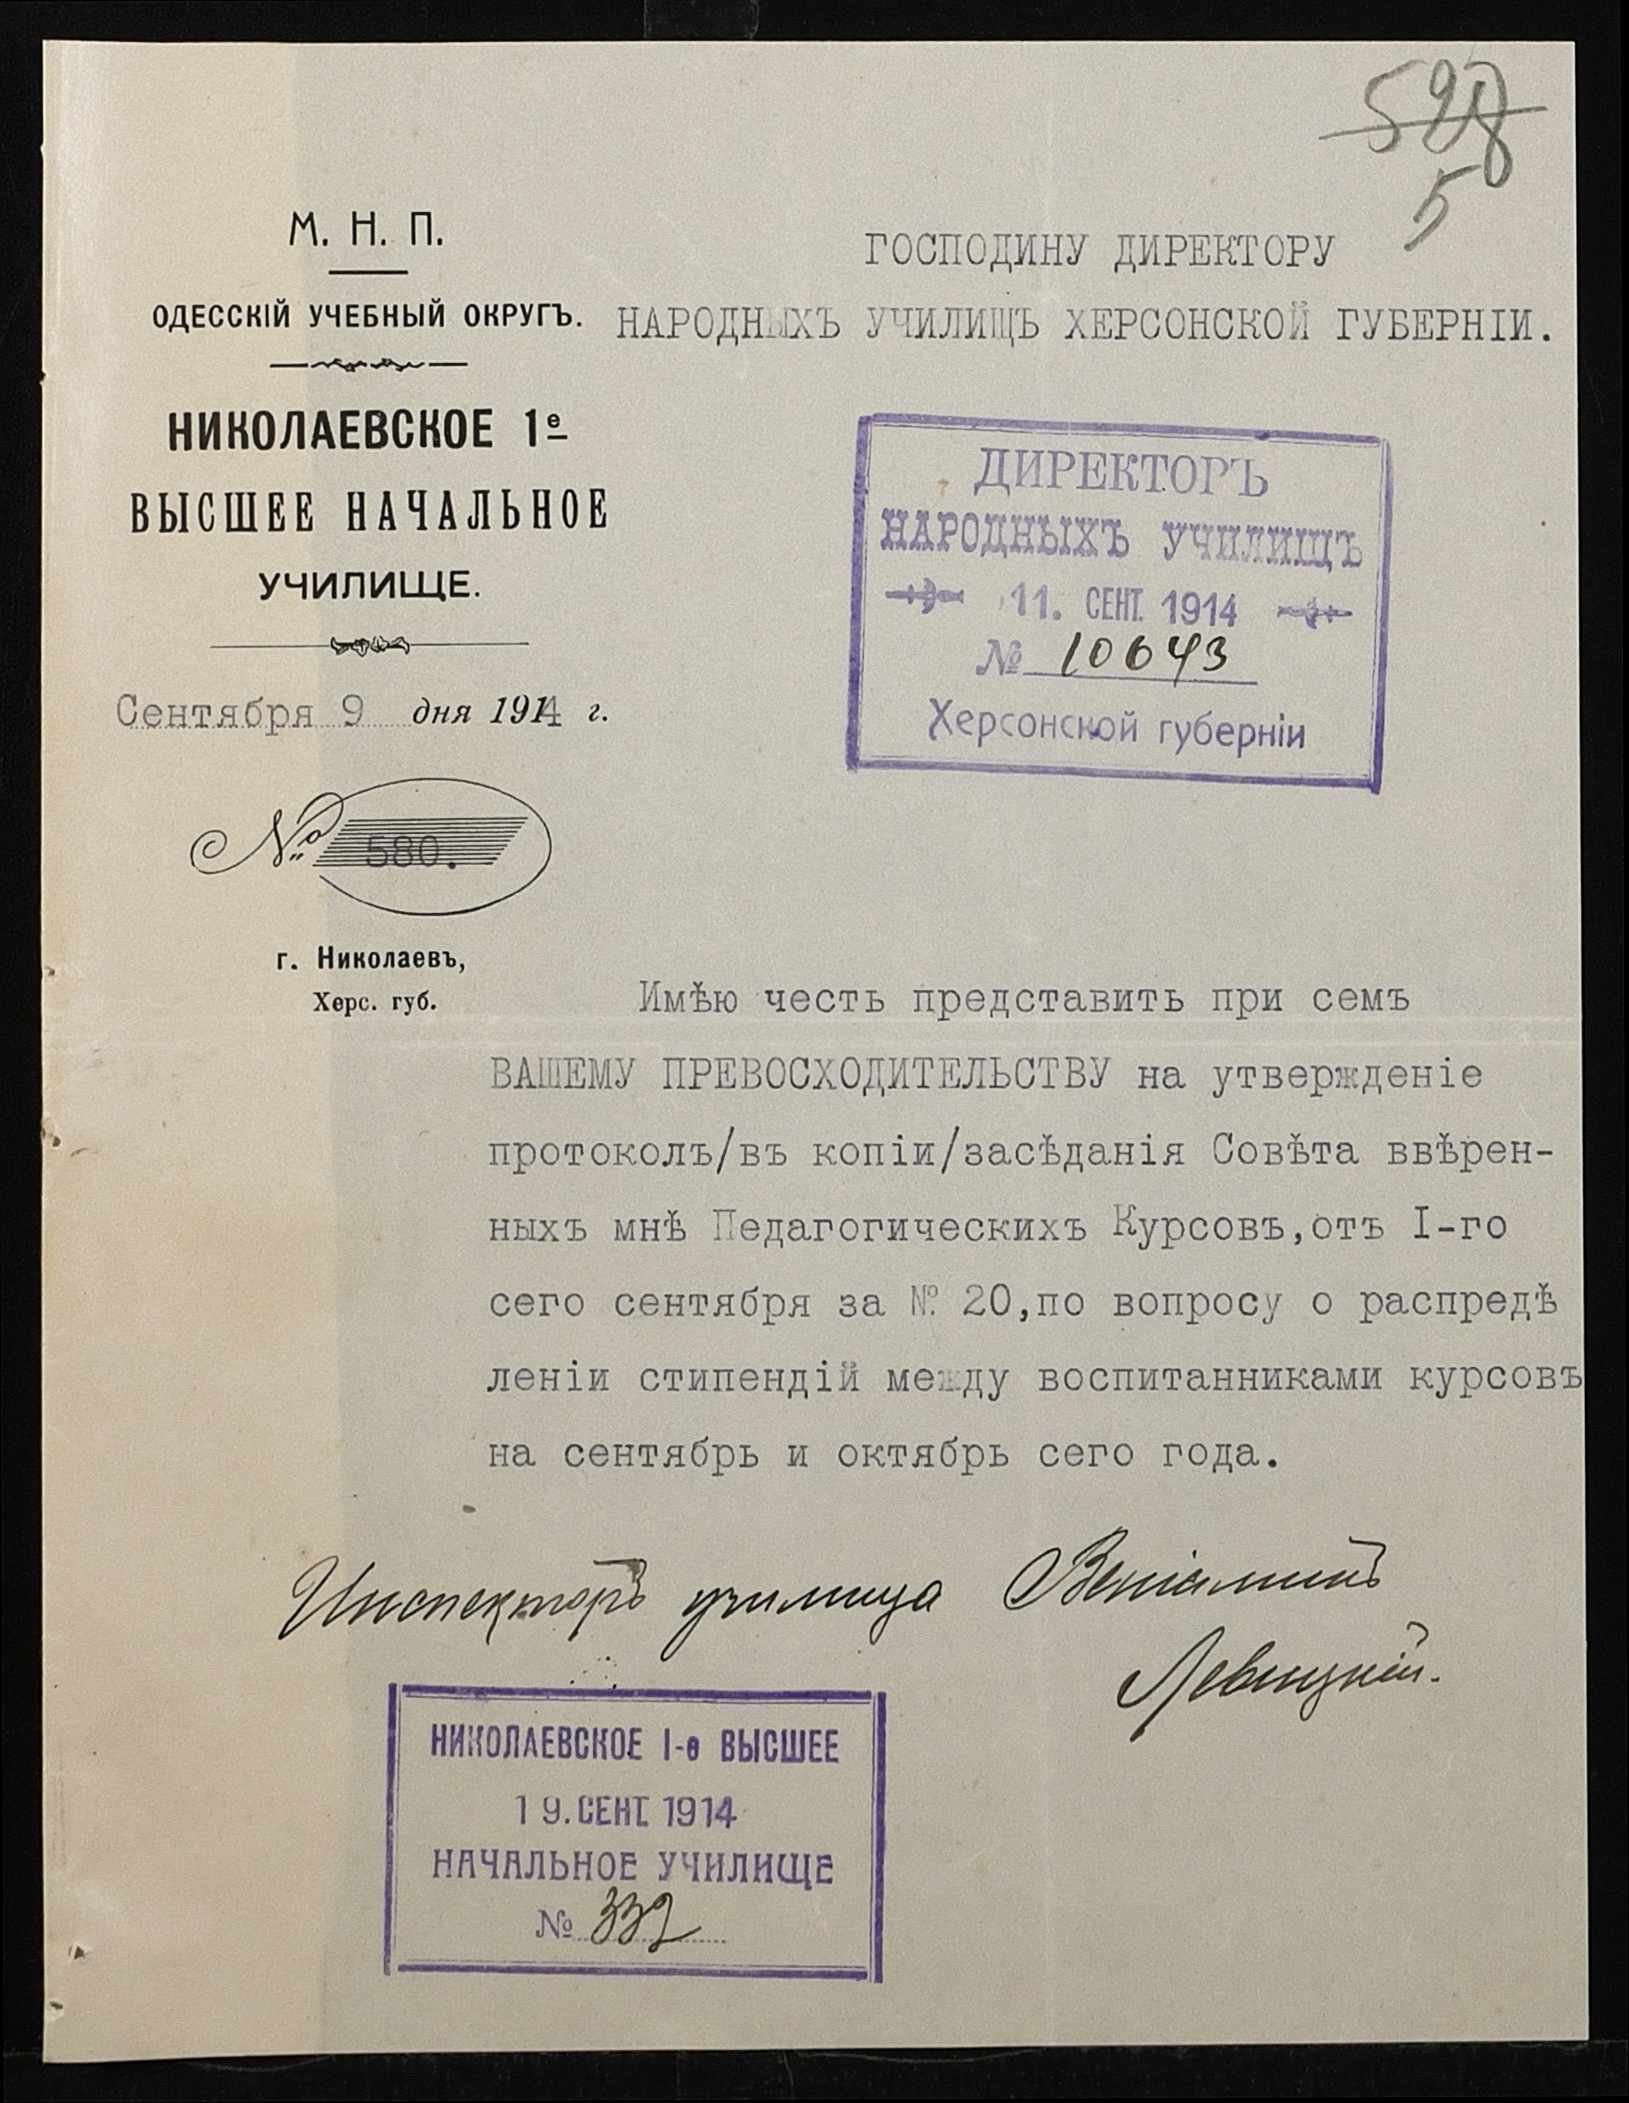 528
5
М. Н. П.
ОДЕССКІЙ УЧЕБНЫЙ ОКРУГЪ.
НИКОЛАЕВСКОЕ 1е
ВЫСШЕЕ НАЧАЛЬНОЕ
УЧИЛИЩЕ.
Сентября 9 дня 1914 г.
№ 580.
г. Николаевъ,
Херс. губ.
ГОСПОДИНУ ДИРЕКТОРУ
НАРОДНЫХЪ УЧИЛИЩЪ ХЕРСОНСКОЙ ГУБЕРНІИ.
ДИРЕКТОРЪ
НАРОДНЫХЪ УЧИЛИЩЪ
11. СЕНТ. 1914
№ 10643
Херсонской губерніи
Имѣю честь представить при семъ
ВАШЕМУ ПРЕВОСХОДИТЕЛЬСТВУ на утвержденіе
протоколъ/въ копіи/засѣданія Совѣта ввѣрен-
ныхъ мнѣ Педагогическихъ Курсовъ,отъ I-го
сего сентября за № 20,по вопросу о распредѣ
леніи стипендій между воспитанниками курсовъ
на сентябрь и октябрь сего года.
Инспекторъ училища Веніаминъ
Левицкій.
НИКОЛАЕВСКОЕ I-е ВЫСШЕЕ
19. СЕНТ. 1914
НАЧАЛЬНОЕ УЧИЛИЩЕ
№ 332